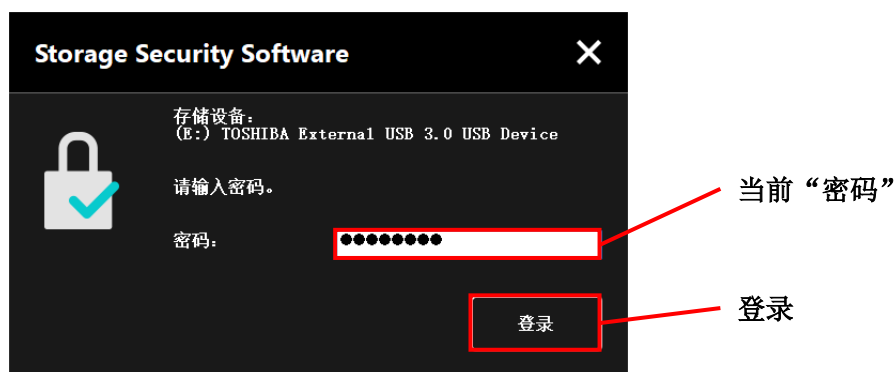 Storage Security Software
存储设备:
(E:) TOSHIBA External USB 3.0 USB Device
请输入密码。
当前“密码”
密码:
登录
登录